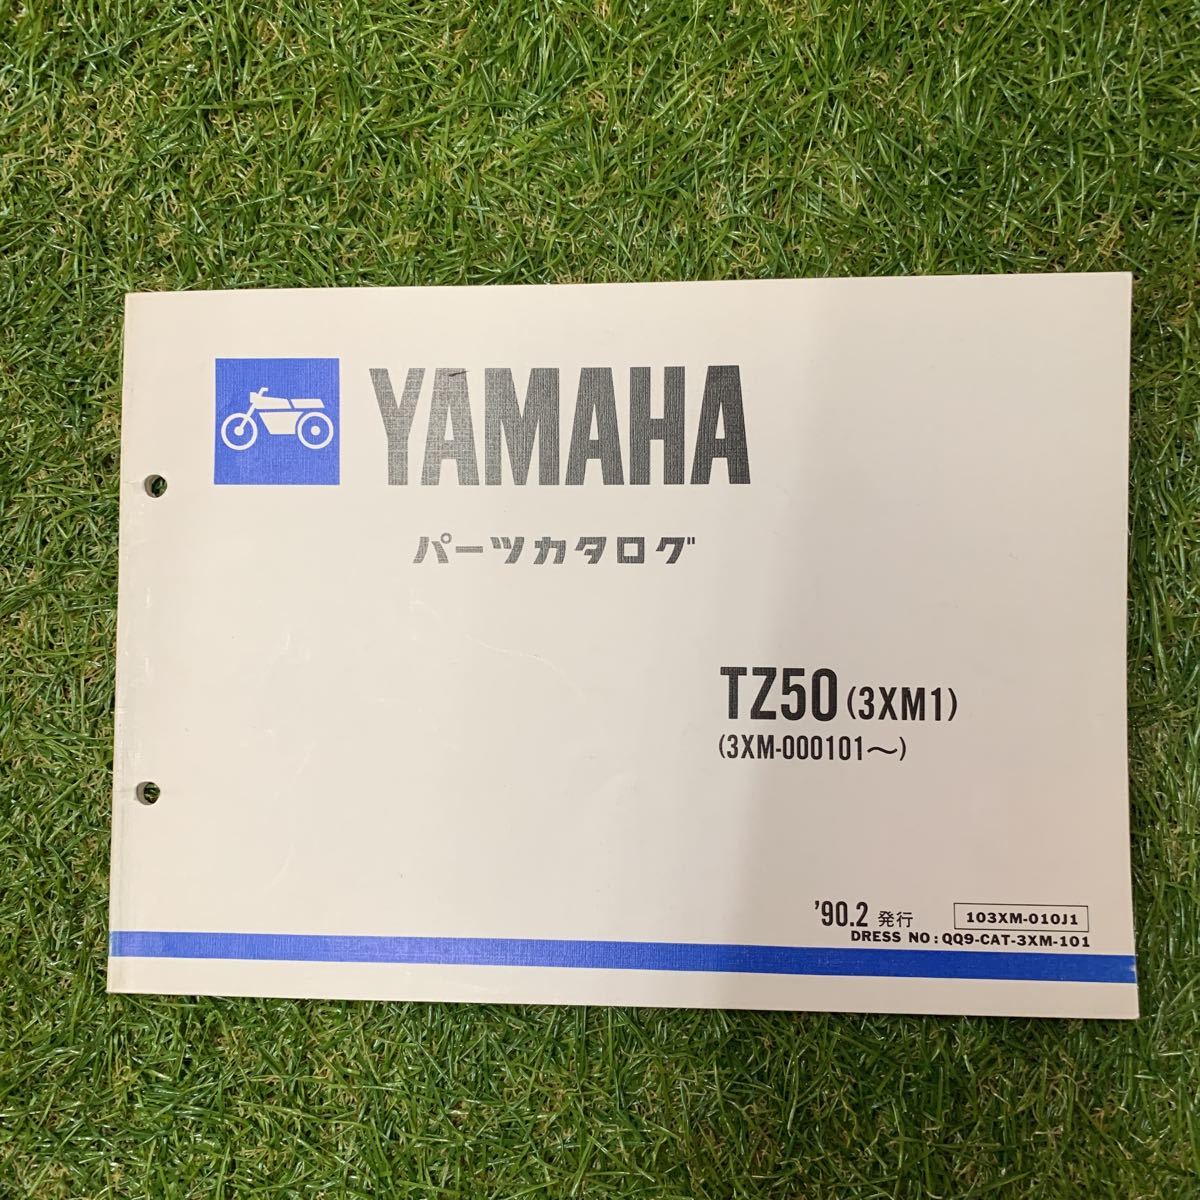 YAMAHA
パーツカタログ
TZ50 (3XM1)
(3XM-000101～)
'90.2 発行 103XM-010J1
DRESS NO : QQ9-CAT-3XM-101